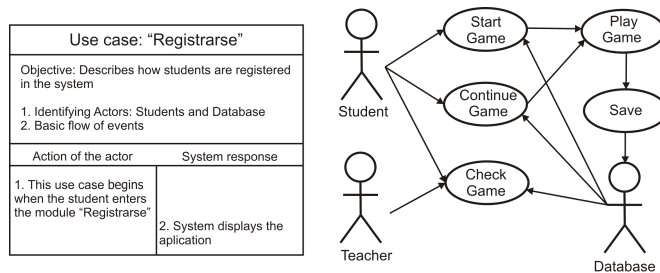 Use case: “Registrarse”
Objective: Describes how students are registered
in the system
1. Identifying Actors: Students and Database
2. Basic flow of events
Action of the actor
System response
1. This use case begins
when the student enters
the module “Registrarse”
2. System displays the
aplication
Start
Game
Play
Game
Student
Continue
Game
Save
Check
Game
Teacher
Database